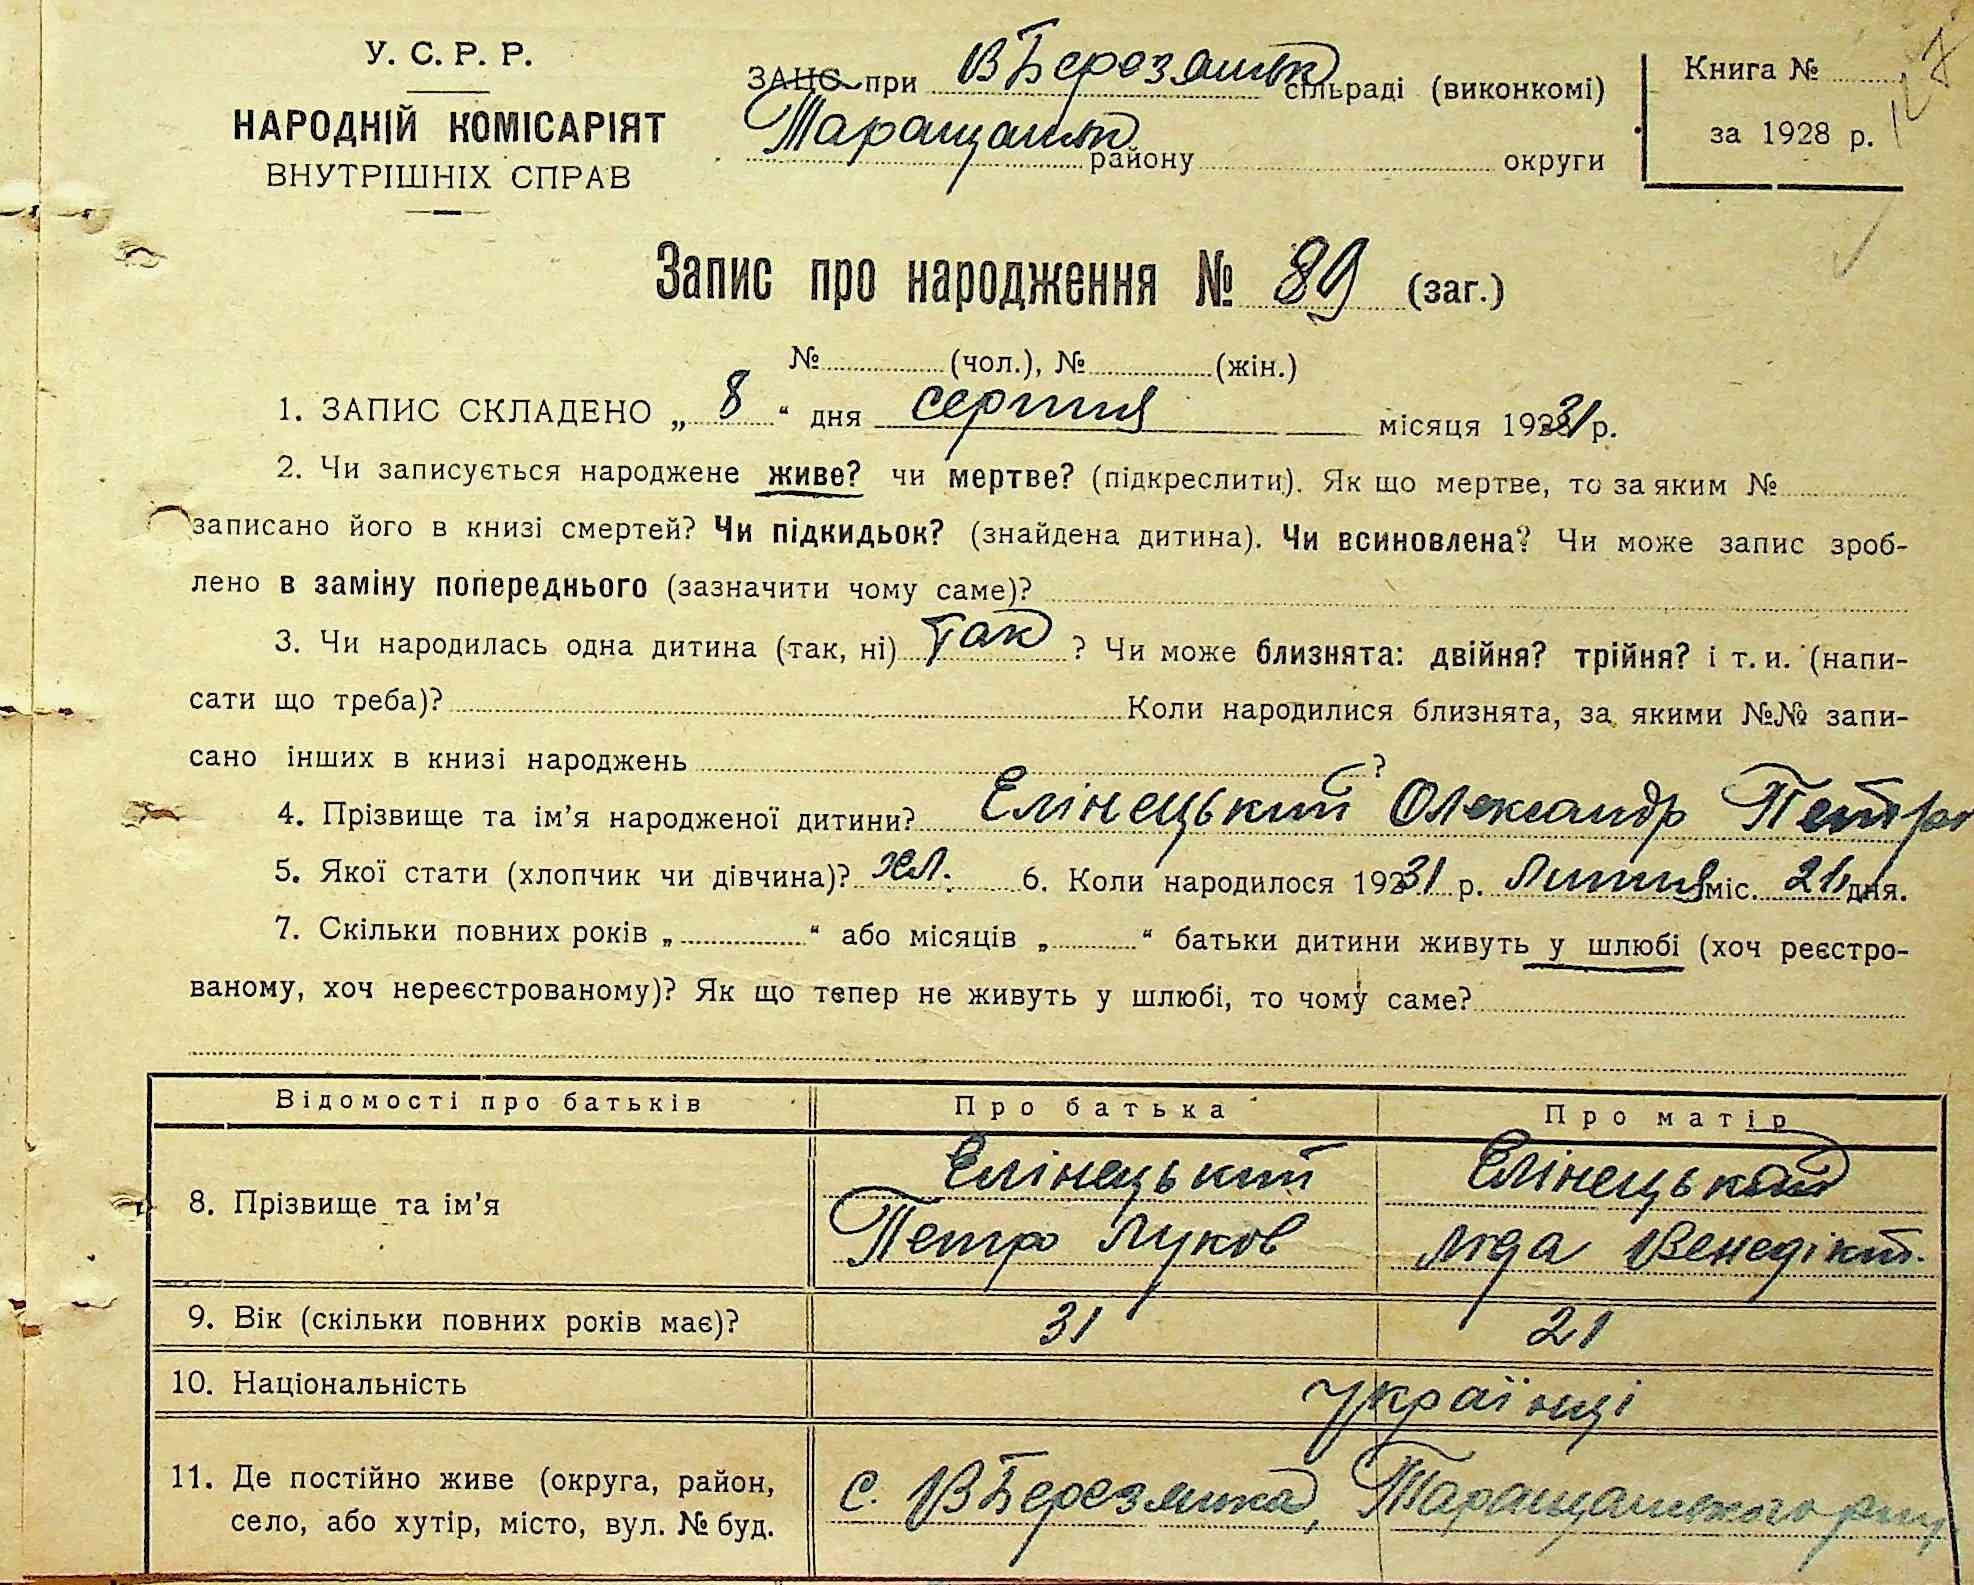 У. С. Р. Р.
НАРОДНІЙ КОМІСАРІЯТ
ВНУТРІШНІХ СПРАВ
ЗАЦС при В Березянськ сільраді (виконкомі)
Таращанськ району округи
Книга №
за 1928 р.
Запис про народження № 89 (заг.)
№ (чол.), № (жін.)
1. ЗАПИС СКЛАДЕНО „ 8 “ дня серпня місяця 1931 р.
2. Чи записується народжене живе? чи мертве? (підкреслити). Як що мертве, то за яким №
записано його в книзі смертей? Чи підкидьок? (знайдена дитина). Чи всиновлена? Чи може запис зроб-
лено в заміну попереднього (зазначити чому саме)?
3. Чи народилась одна дитина (так, ні) Так ? Чи може близнята: двійня? трійня? і т. и. (напи-
сати що треба)? Коли народилися близнята, за якими №№ запи-
сано інших в книзі народжень ?
4. Прізвище та ім'я народженої дитини? Елінецький Олександр Петров
5. Якої стати (хлопчик чи дівчина)? хл. 6. Коли народилося 1931 р. Липня міс. 21 дня.
7. Скільки повних років „ “ або місяців „ “ батьки дитини живуть у шлюбі (хоч реєстро-
ваному, хоч нереєстрованому)? Як що тепер не живуть у шлюбі, то чому саме?
Відомості про батьків Про батька Про матір
8. Прізвище та ім'я Елінецький Елінецький
Петро Луков Ліда Венедікт.
9. Вік (скільки повних років має)? 31 21
10. Національність українці
11. Де постійно живе (округа, район,
село, або хутір, місто, вул. № буд.
с. В Березянка, Таращанського